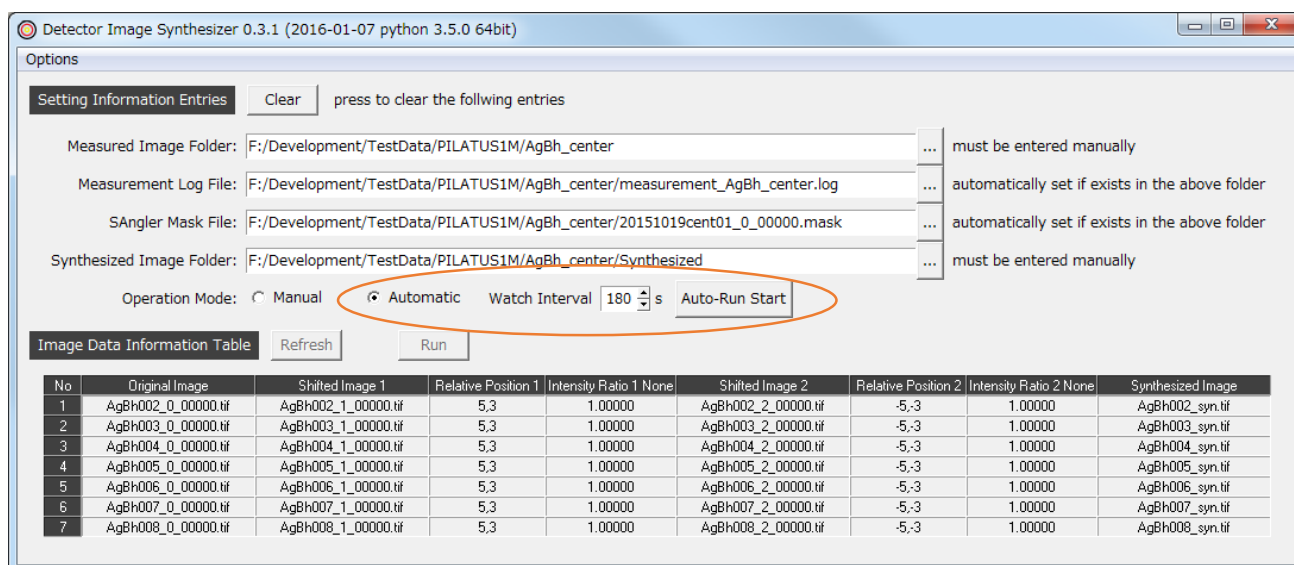 Detector Image Synthesizer 0.3.1 (2016-01-07 python 3.5.0 64bit)
Options
Setting Information Entries Clear press to clear the follwing entries
Measured Image Folder: F:/Development/TestData/PILATUS1M/AgBh_center ... must be entered manually
Measurement Log File: F:/Development/TestData/PILATUS1M/AgBh_center/measurement_AgBh_center.log ... automatically set if exists in the above folder
SAngler Mask File: F:/Development/TestData/PILATUS1M/AgBh_center/20151019cent01_0_00000.mask ... automatically set if exists in the above folder
Synthesized Image Folder: F:/Development/TestData/PILATUS1M/AgBh_center/Synthesized ... must be entered manually
Operation Mode: Manual Automatic Watch Interval 180 s Auto-Run Start
Image Data Information Table Refresh Run
No Original Image Shifted Image 1 Relative Position 1 Intensity Ratio 1 None Shifted Image 2 Relative Position 2 Intensity Ratio 2 None Synthesized Image
1 AgBh002_0_00000.tif AgBh002_1_00000.tif 5,3 1.00000 AgBh002_2_00000.tif -5,-3 1.00000 AgBh002_syn.tif
2 AgBh003_0_00000.tif AgBh003_1_00000.tif 5,3 1.00000 AgBh003_2_00000.tif -5,-3 1.00000 AgBh003_syn.tif
3 AgBh004_0_00000.tif AgBh004_1_00000.tif 5,3 1.00000 AgBh004_2_00000.tif -5,-3 1.00000 AgBh004_syn.tif
4 AgBh005_0_00000.tif AgBh005_1_00000.tif 5,3 1.00000 AgBh005_2_00000.tif -5,-3 1.00000 AgBh005_syn.tif
5 AgBh006_0_00000.tif AgBh006_1_00000.tif 5,3 1.00000 AgBh006_2_00000.tif -5,-3 1.00000 AgBh006_syn.tif
6 AgBh007_0_00000.tif AgBh007_1_00000.tif 5,3 1.00000 AgBh007_2_00000.tif -5,-3 1.00000 AgBh007_syn.tif
7 AgBh008_0_00000.tif AgBh008_1_00000.tif 5,3 1.00000 AgBh008_2_00000.tif -5,-3 1.00000 AgBh008_syn.tif